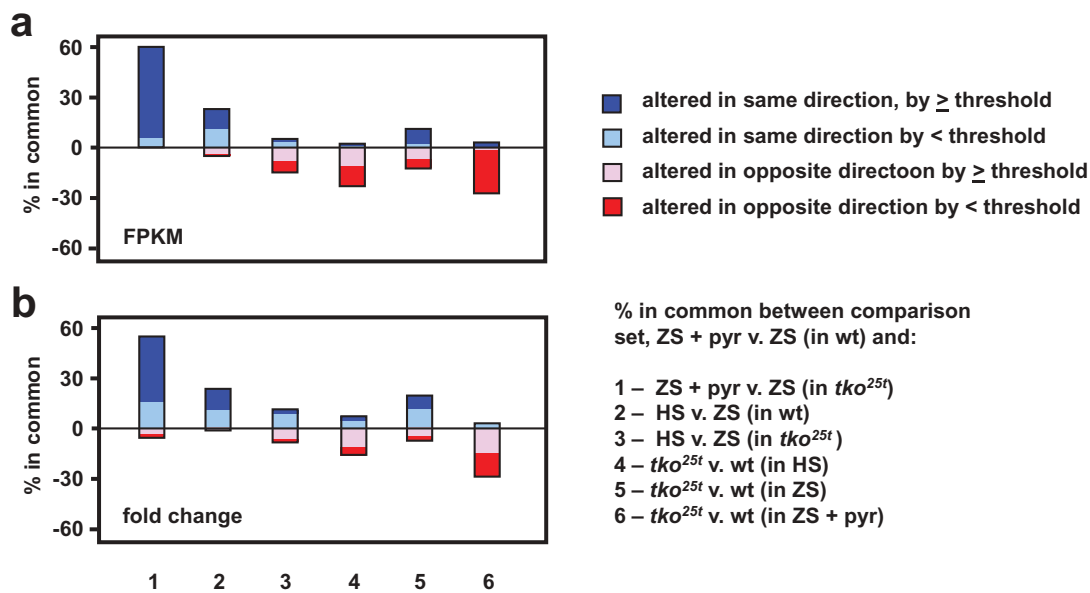 a
60
30
0
-30
-60
% in common
FPKM
altered in same direction, by ≥ threshold
altered in same direction by < threshold
altered in opposite directoon by ≥ threshold
altered in opposite direction by < threshold
b
60
30
0
-30
-60
% in common
fold change
1 2 3 4 5 6
% in common between comparison
set, ZS + pyr v. ZS (in wt) and:
1 – ZS + pyr v. ZS (in tko25t)
2 – HS v. ZS (in wt)
3 – HS v. ZS (in tko25t)
4 – tko25t v. wt (in HS)
5 – tko25t v. wt (in ZS)
6 – tko25t v. wt (in ZS + pyr)